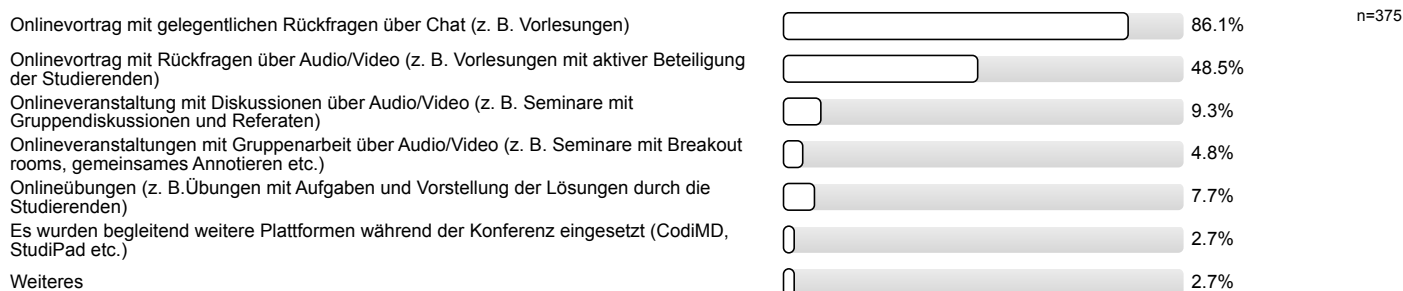 Onlinevortrag mit gelegentlichen Rückfragen über Chat (z. B. Vorlesungen) 86.1% n=375
Onlinevortrag mit Rückfragen über Audio/Video (z. B. Vorlesungen mit aktiver Beteiligung
der Studierenden) 48.5%
Onlineveranstaltung mit Diskussionen über Audio/Video (z. B. Seminare mit
Gruppendiskussionen und Referaten) 9.3%
Onlineveranstaltungen mit Gruppenarbeit über Audio/Video (z. B. Seminare mit Breakout
rooms, gemeinsames Annotieren etc.) 4.8%
Onlineübungen (z. B.Übungen mit Aufgaben und Vorstellung der Lösungen durch die
Studierenden) 7.7%
Es wurden begleitend weitere Plattformen während der Konferenz eingesetzt (CodiMD,
StudiPad etc.) 2.7%
Weiteres 2.7%